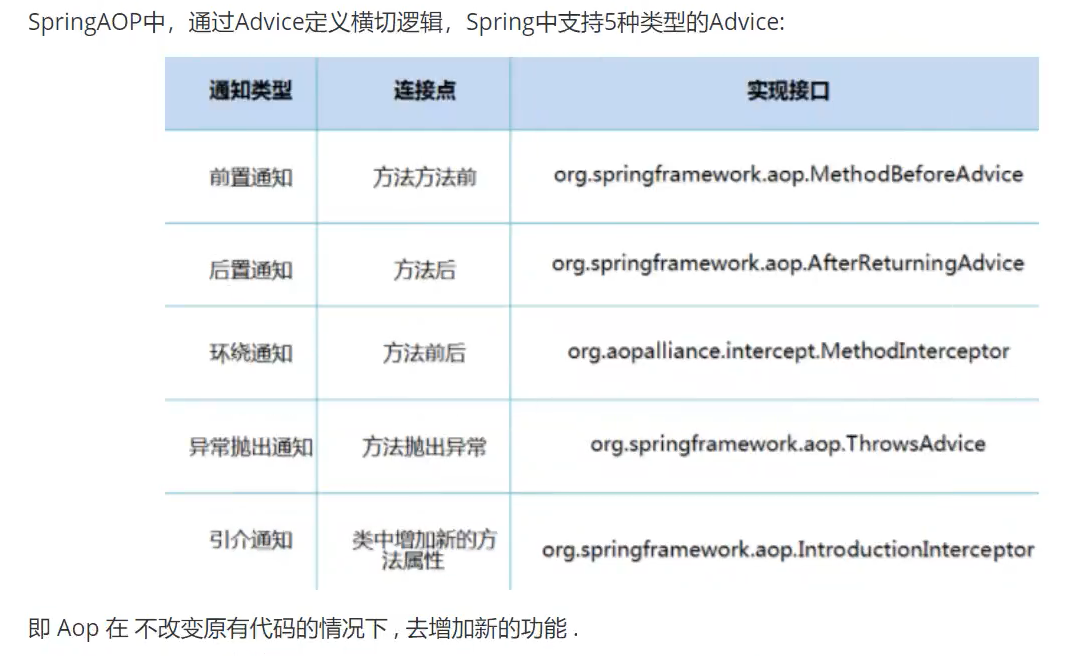 SpringAOP中，通过Advice定义横切逻辑，Spring中支持5种类型的Advice:
通知类型 连接点 实现接口
前置通知 方法方法前 org.springframework.aop.MethodBeforeAdvice
后置通知 方法后 org.springframework.aop.AfterReturningAdvice
环绕通知 方法前后 org.aopalliance.intercept.MethodInterceptor
异常抛出通知 方法抛出异常 org.springframework.aop.ThrowsAdvice
引介通知 类中增加新的方
法属性 org.springframework.aop.IntroductionInterceptor
即 Aop 在 不改变原有代码的情况下 , 去增加新的功能 .